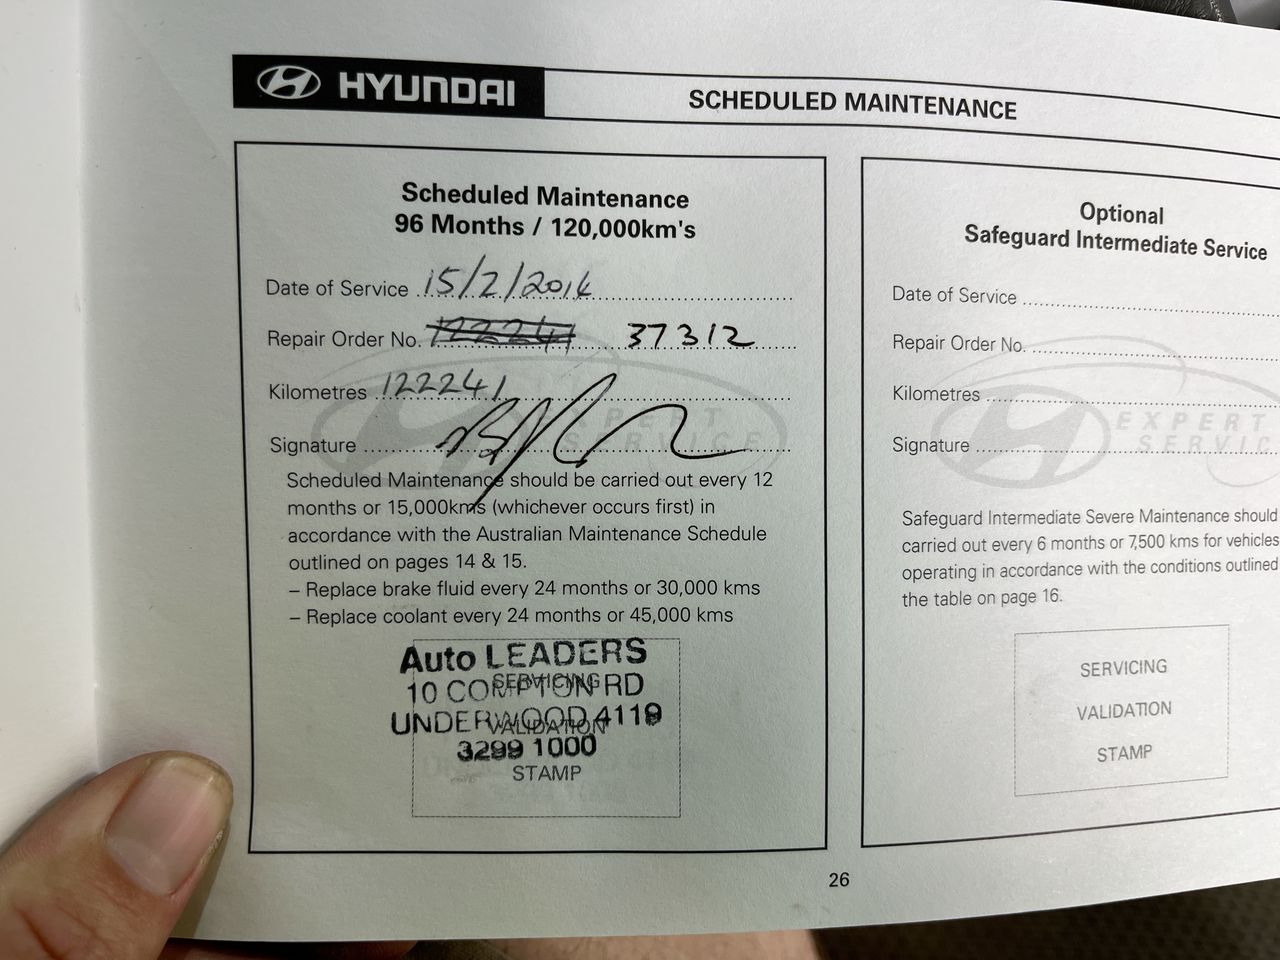 HYUNDAI
SCHEDULED MAINTENANCE
Scheduled Maintenance
96 Months / 120,000km's
Date of Service 15/2/2014
Repair Order No. 122241 37312
Kilometres 122241
Signature
Scheduled Maintenance should be carried out every 12
months or 15,000kms (whichever occurs first) in
accordance with the Australian Maintenance Schedule
outlined on pages 14 & 15.
– Replace brake fluid every 24 months or 30,000 kms
– Replace coolant every 24 months or 45,000 kms
Auto LEADERS
SERVICING
10 COMPTON RD
UNDERWOOD 4119
VALIDATION
3299 1000
STAMP
EXPERT
SERVICE
Optional
Safeguard Intermediate Service
Date of Service
Repair Order No.
Kilometres
Signature
EXPERT
SERVIC
Safeguard Intermediate Severe Maintenance should
carried out every 6 months or 7,500 kms for vehicles
operating in accordance with the conditions outlined
the table on page 16.
SERVICING
VALIDATION
STAMP
26